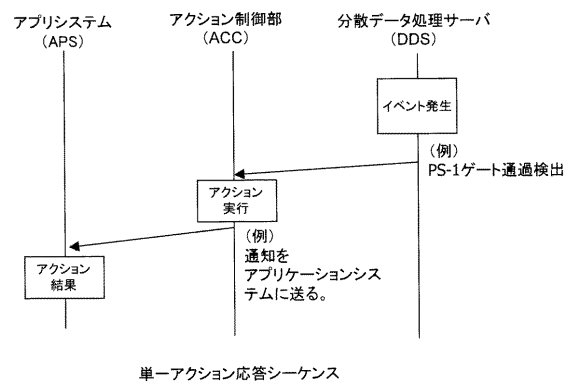 アプリシステム
（APS）
アクション制御部
（ACC）
分散データ処理サーバ
（DDS）
イベント発生
（例）
PS-1ゲート通過検出
アクション
実行
（例）
通知を
アプリケーションシス
テムに送る。
アクション
結果
単一アクション応答シーケンス